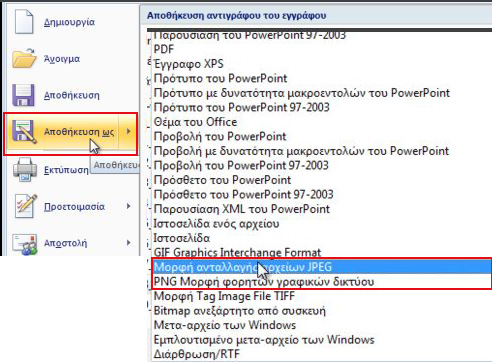 Δημιουργία
Άνοιγμα
Αποθήκευση
Αποθήκευση ως
Εκτύπωση
Προετοιμασία
Αποστολή
Αποθήκευση αντιγράφου του εγγράφου
Παρουσίαση του PowerPoint 97-2003
PDF
Έγγραφο XPS
Πρότυπο του PowerPoint
Πρότυπο με δυνατότητα μακροεντολών του PowerPoint
Πρότυπο του PowerPoint 97-2003
Θέμα του Office
Προβολή του PowerPoint
Προβολή με δυνατότητα μακροεντολών του PowerPoint
Προβολή του PowerPoint 97-2003
Πρόσθετο του PowerPoint
Πρόσθετο του PowerPoint 97-2003
Παρουσίαση XML του PowerPoint
Ιστοσελίδα ενός αρχείου
Ιστοσελίδα
GIF Graphics Interchange Format
Μορφή ανταλλαγής αρχείων JPEG
PNG Μορφή φορητών γραφικών δικτύου
Μορφή Tag Image File TIFF
Bitmap ανεξάρτητο από συσκευή
Μετα-αρχείο των Windows
Εμπλουτισμένο μετα-αρχείο των Windows
Διάρθρωση/RTF